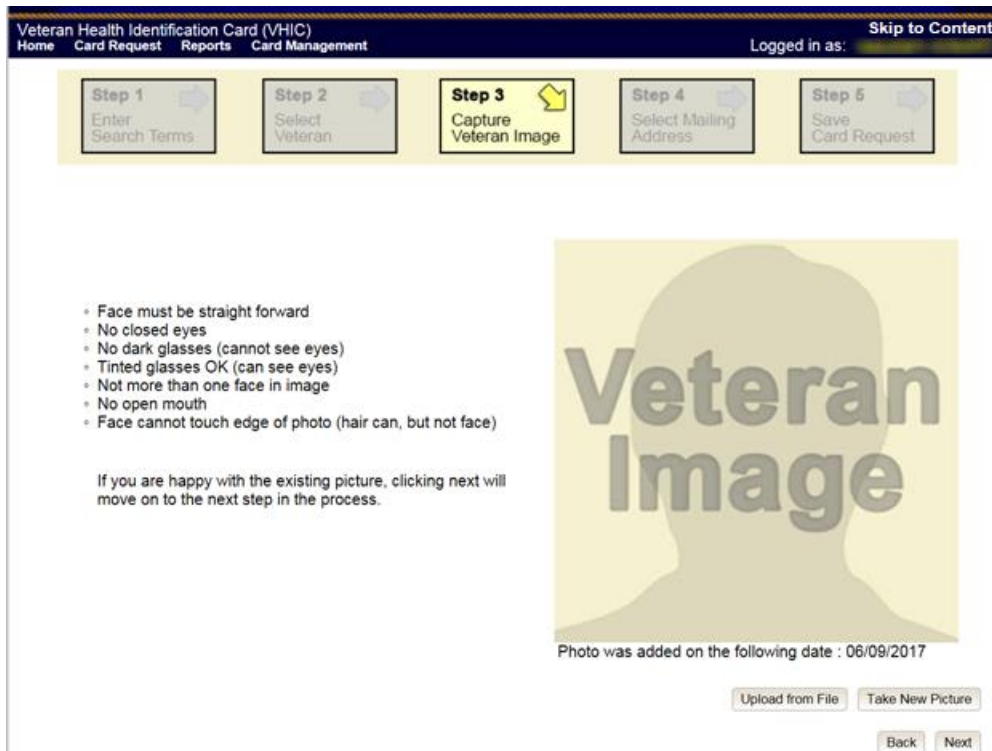 Veteran Health Identification Card (VHIC)
Skip to Content
Home Card Request Reports Card Management
Logged in as:
Step 1
Enter
Search Terms
Step 2
Select
Veteran
Step 3
Capture
Veteran Image
Step 4
Select Mailing
Address
Step 5
Save
Card Request
Face must be straight forward
No closed eyes
No dark glasses (cannot see eyes)
Tinted glasses OK (can see eyes)
Not more than one face in image
No open mouth
Face cannot touch edge of photo (hair can, but not face)
If you are happy with the existing picture, clicking next will
move on to the next step in the process.
Veteran
Image
Photo was added on the following date : 06/09/2017
Upload from File
Take New Picture
Back
Next